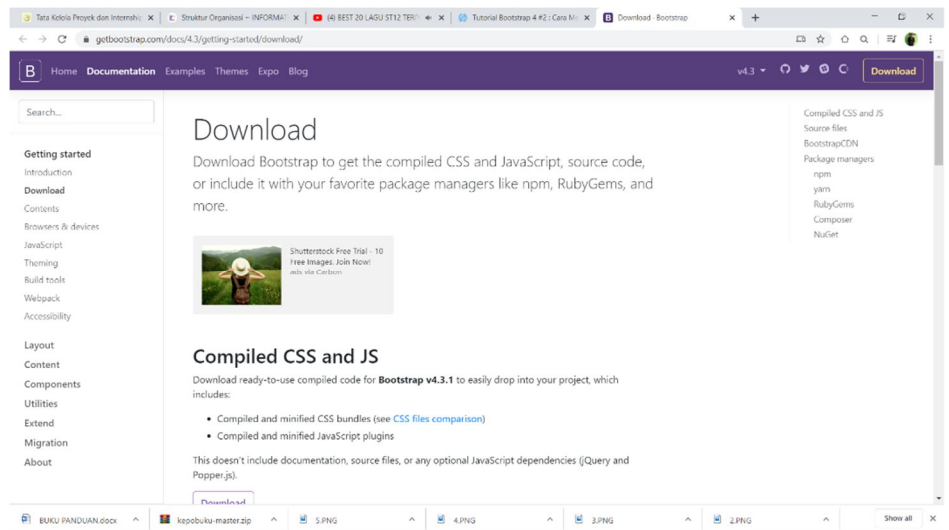 Tata Kelola Proyek dan Internship
Struktur Organisasi – INFORMAT
(4) BEST 20 LAGU ST12
Tutorial Bootstrap 4 #2 : Cara Me
Download · Bootstrap
getbootstrap.com/docs/4.3/getting-started/download/
B Home Documentation Examples Themes Expo Blog v4.3 Download
Search...
Getting started
Introduction
Download
Contents
Browsers & devices
JavaScript
Theming
Build tools
Webpack
Accessibility
Layout
Content
Components
Utilities
Extend
Migration
About
Download
Download Bootstrap to get the compiled CSS and JavaScript, source code,
or include it with your favorite package managers like npm, RubyGems, and
more.
Shutterstock Free Trial - 10
Free Images. Join Now!
ads via Carbon
Compiled CSS and JS
Download ready-to-use compiled code for Bootstrap v4.3.1 to easily drop into your project, which
includes:
• Compiled and minified CSS bundles (see CSS files comparison)
• Compiled and minified JavaScript plugins
This doesn't include documentation, source files, or any optional JavaScript dependencies (jQuery and
Popper.js).
Download
Compiled CSS and JS
Source files
BootstrapCDN
Package managers
npm
yarn
RubyGems
Composer
NuGet
BUKU PANDUAN.docx
kepobuku-master.zip
5.PNG
4.PNG
3.PNG
2.PNG
Show all